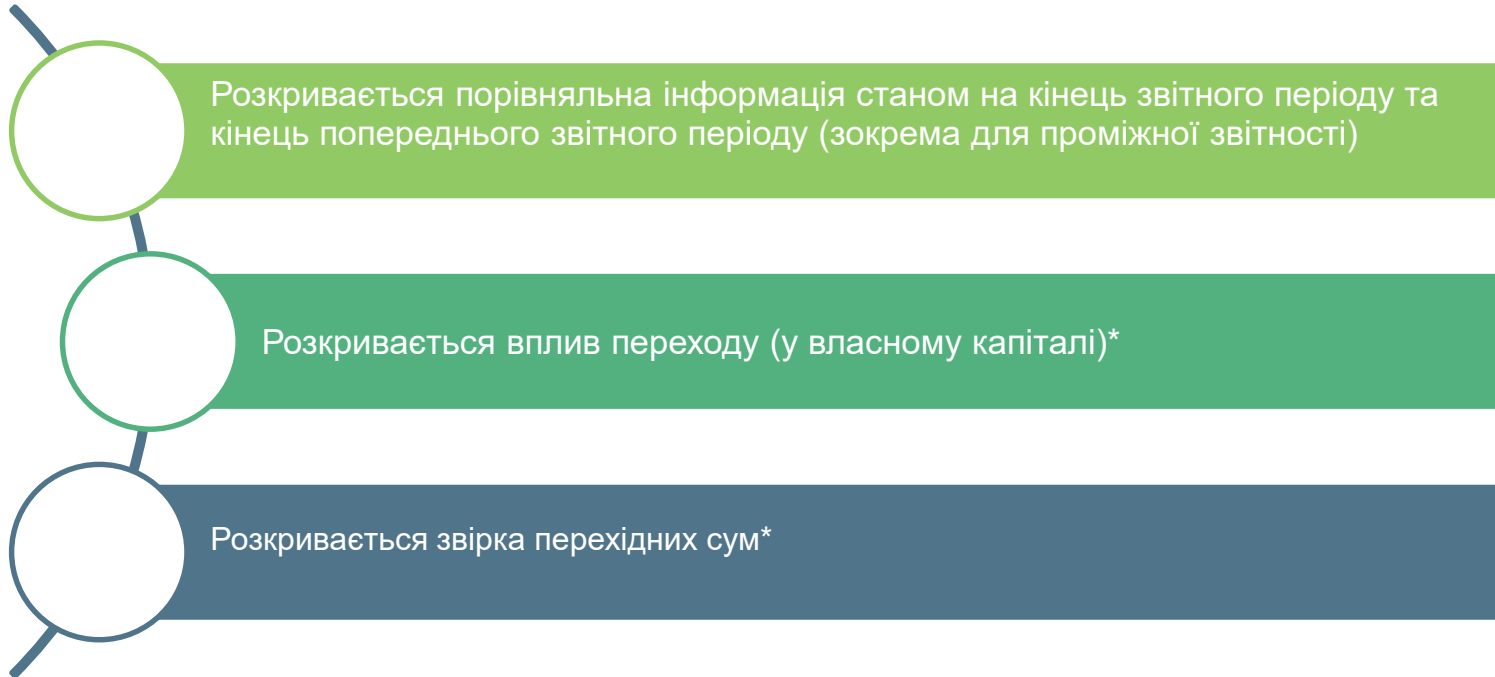 Розкривається порівняльна інформація станом на кінець звітного періоду та
кінець попереднього звітного періоду (зокрема для проміжної звітності)
Розкривається вплив переходу (у власному капіталі)*
Розкривається звірка перехідних сум*